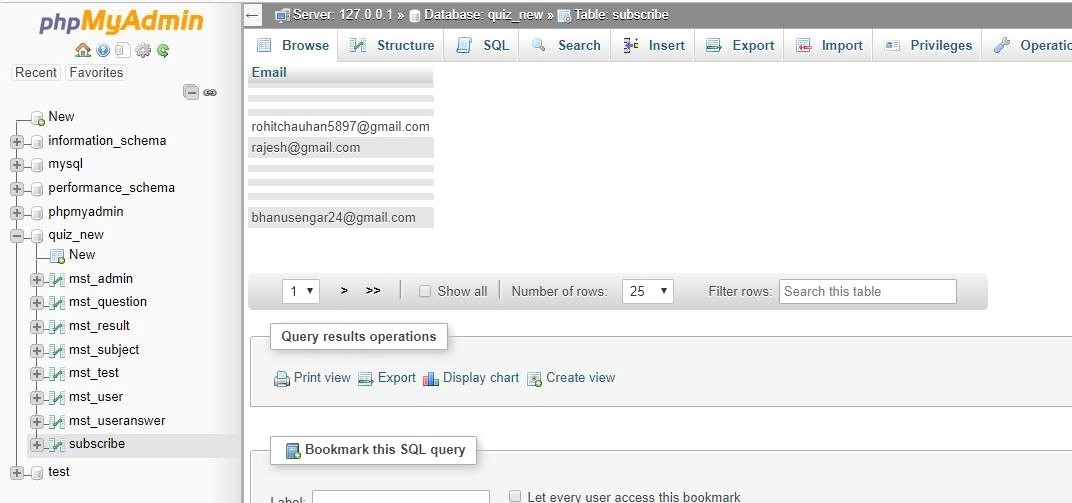 phpMyAdmin
Recent Favorites
New
information_schema
mysql
performance_schema
phpmyadmin
quiz_new
New
mst_admin
mst_question
mst_result
mst_subject
mst_test
mst_user
mst_useranswer
subscribe
test
Server: 127.0.0.1 » Database: quiz_new » Table: subscribe
Browse Structure SQL Search Insert Export Import Privileges Operatio
Email
rohitchauhan5897@gmail.com
rajesh@gmail.com
bhanusengar24@gmail.com
1 > >> Show all Number of rows: 25 Filter rows: Search this table
Query results operations
Print view Export Display chart Create view
Bookmark this SQL query
Label: Let every user access this bookmark